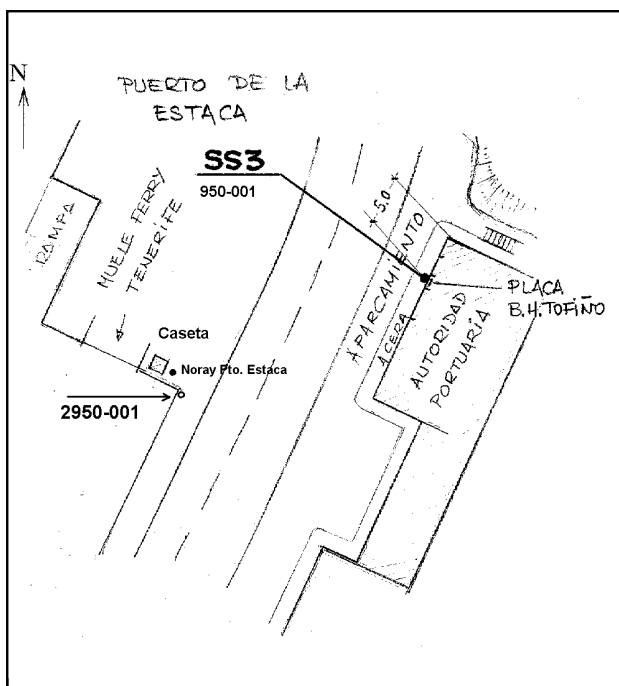 N
PUERTO DE LA
ESTACA
SS3
950-001
5.0
RAMPA
MUELE FERRY
TENERIFE
APARCAMIENTO
ACERA
AUTORIDAD
PORTUARIA
PLACA
B.H.TOFIÑO
Caseta
Noray Pto. Estaca
2950-001